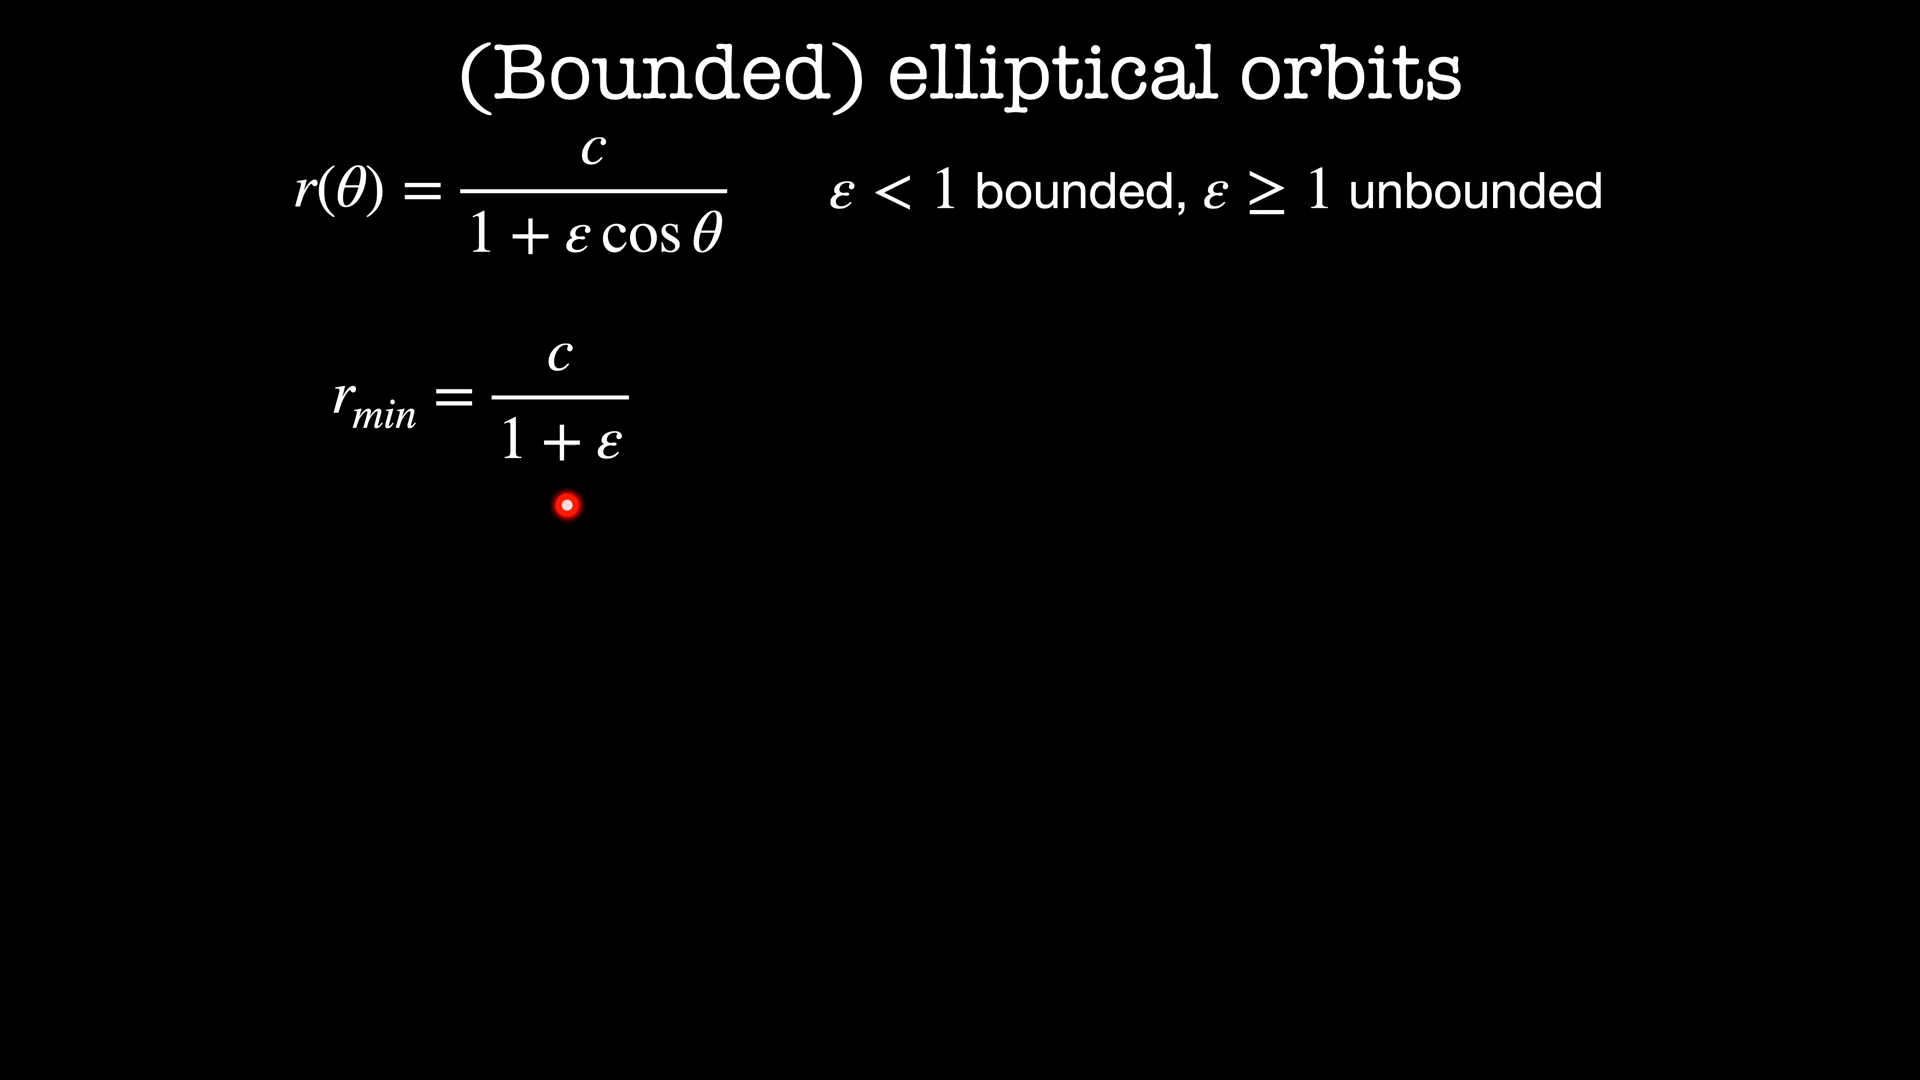 (Bounded) elliptical orbits
r(θ) = c / (1 + ε cos θ)   ε < 1 bounded, ε ≥ 1 unbounded
r_min = c / (1 + ε)